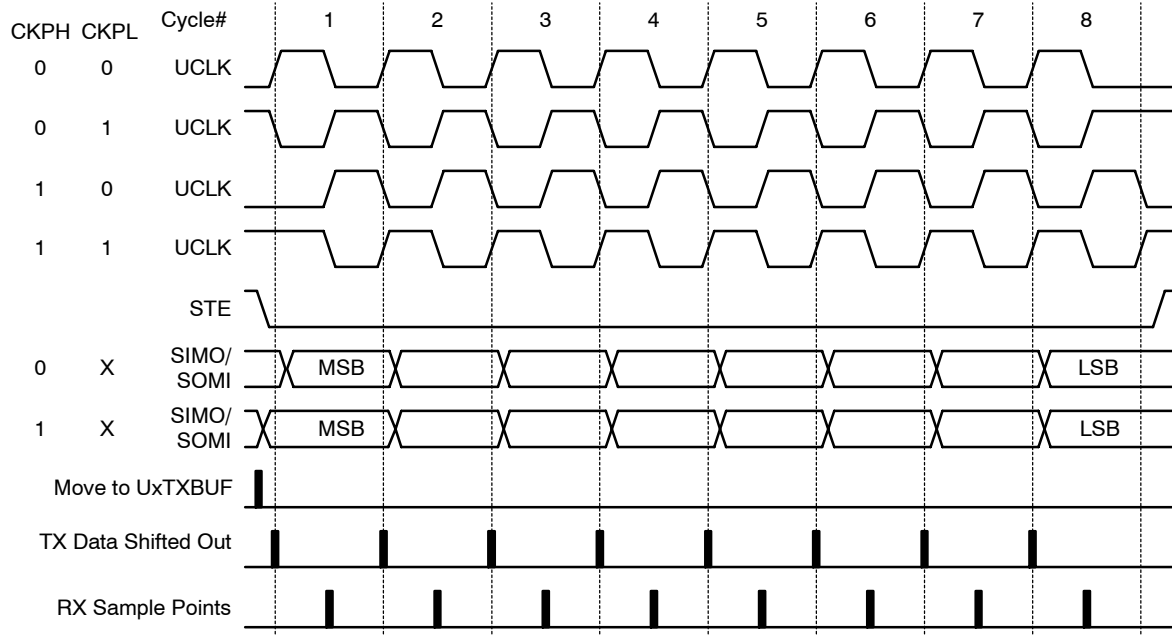 CKPH CKPL Cycle# 1 2 3 4 5 6 7 8
0 0 UCLK
0 1 UCLK
1 0 UCLK
1 1 UCLK
STE
0 X SIMO/ SOMI MSB LSB
1 X SIMO/ SOMI MSB LSB
Move to UxTXBUF
TX Data Shifted Out
RX Sample Points